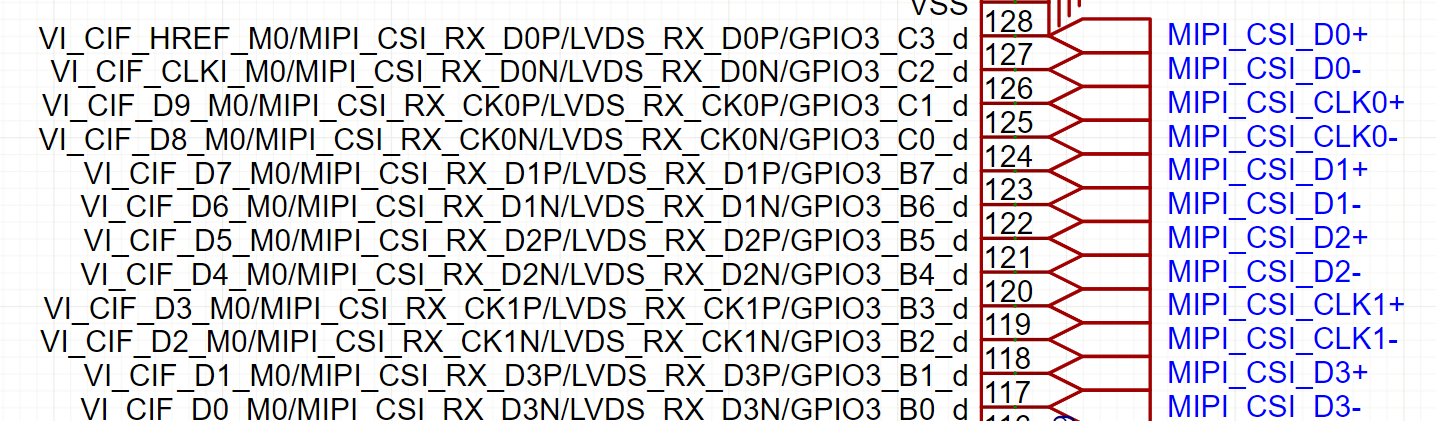 VSS
128
VI_CIF_HREF_M0/MIPI_CSI_RX_D0P/LVDS_RX_D0P/GPIO3_C3_d MIPI_CSI_D0+
127
VI_CIF_CLKI_M0/MIPI_CSI_RX_D0N/LVDS_RX_D0N/GPIO3_C2_d MIPI_CSI_D0-
126
VI_CIF_D9_M0/MIPI_CSI_RX_CK0P/LVDS_RX_CK0P/GPIO3_C1_d MIPI_CSI_CLK0+
125
VI_CIF_D8_M0/MIPI_CSI_RX_CK0N/LVDS_RX_CK0N/GPIO3_C0_d MIPI_CSI_CLK0-
124
VI_CIF_D7_M0/MIPI_CSI_RX_D1P/LVDS_RX_D1P/GPIO3_B7_d MIPI_CSI_D1+
123
VI_CIF_D6_M0/MIPI_CSI_RX_D1N/LVDS_RX_D1N/GPIO3_B6_d MIPI_CSI_D1-
122
VI_CIF_D5_M0/MIPI_CSI_RX_D2P/LVDS_RX_D2P/GPIO3_B5_d MIPI_CSI_D2+
121
VI_CIF_D4_M0/MIPI_CSI_RX_D2N/LVDS_RX_D2N/GPIO3_B4_d MIPI_CSI_D2-
120
VI_CIF_D3_M0/MIPI_CSI_RX_CK1P/LVDS_RX_CK1P/GPIO3_B3_d MIPI_CSI_CLK1+
119
VI_CIF_D2_M0/MIPI_CSI_RX_CK1N/LVDS_RX_CK1N/GPIO3_B2_d MIPI_CSI_CLK1-
118
VI_CIF_D1_M0/MIPI_CSI_RX_D3P/LVDS_RX_D3P/GPIO3_B1_d MIPI_CSI_D3+
117
VI_CIF_D0_M0/MIPI_CSI_RX_D3N/LVDS_RX_D3N/GPIO3_B0_d MIPI_CSI_D3-